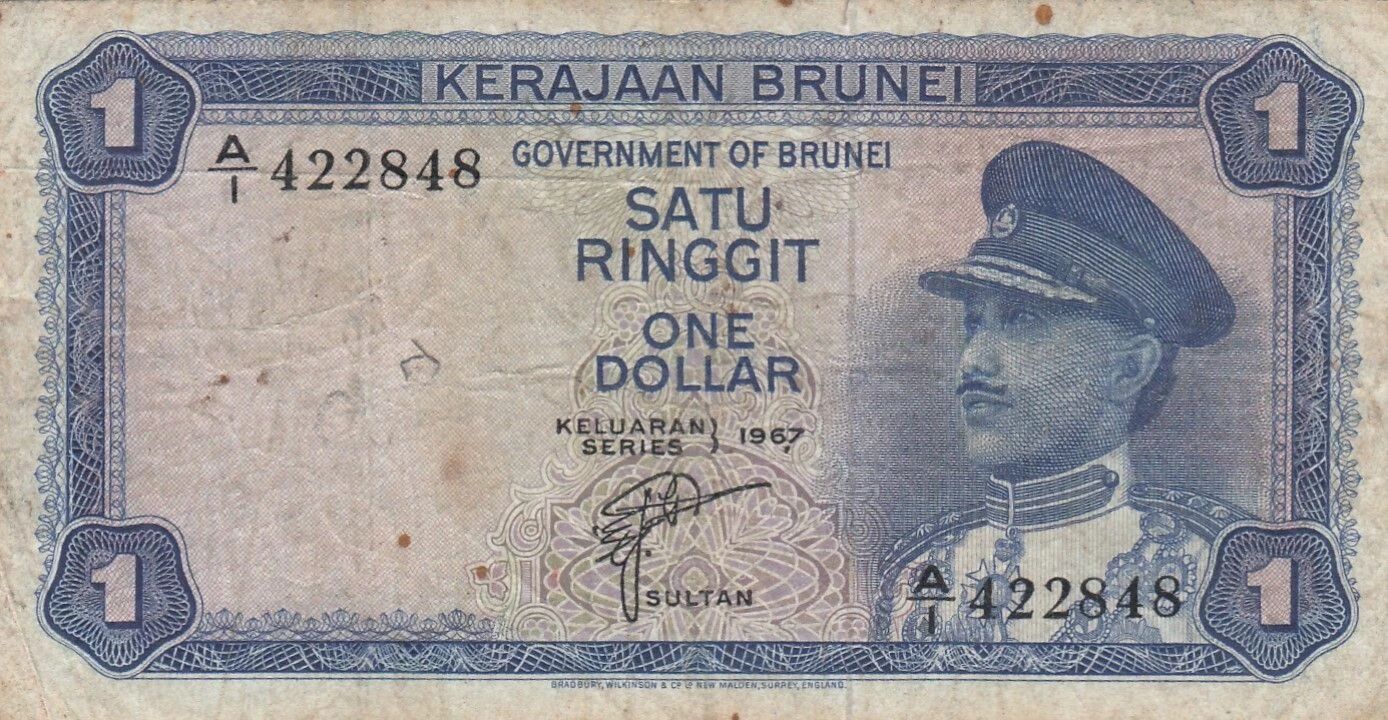 1
1
KERAJAAN BRUNEI
A/1 422848
GOVERNMENT OF BRUNEI
SATU
RINGGIT
ONE
DOLLAR
KELUARAN
SERIES } 1967
SULTAN
A/1 422848
1
1
BRADBURY, WILKINSON & Cº Lᴰ NEW MALDEN, SURREY, ENGLAND.